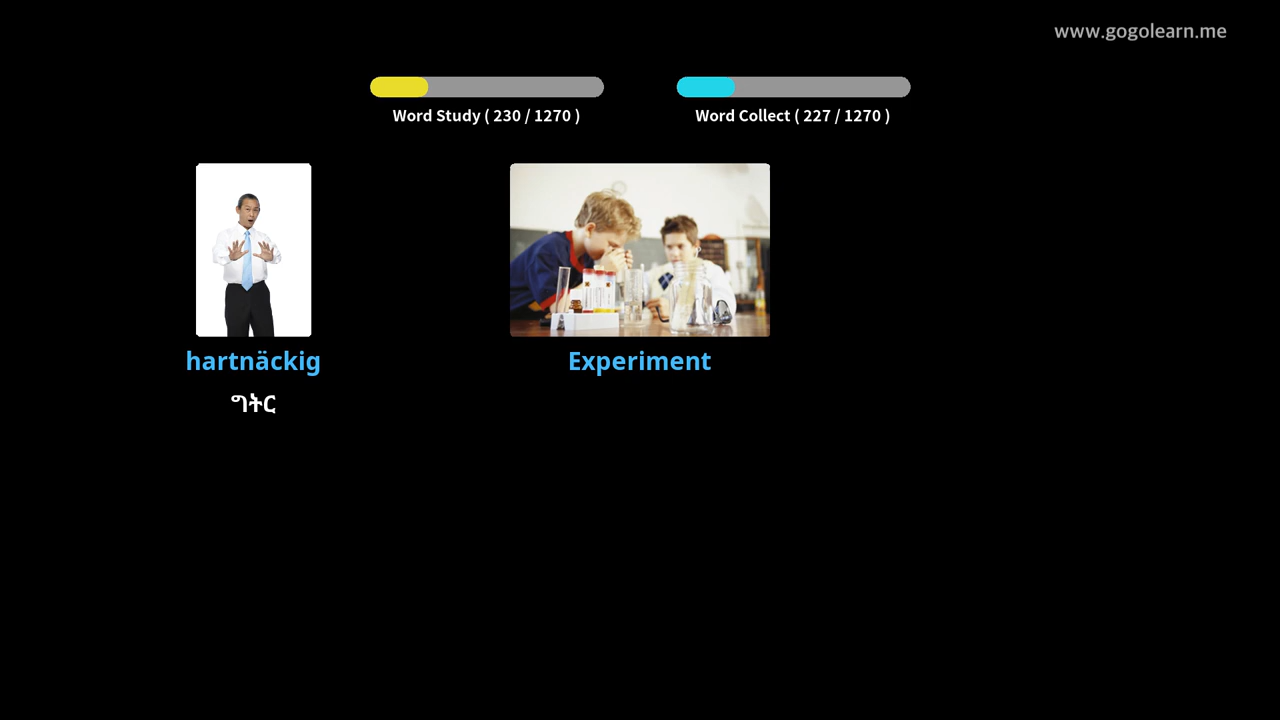 www.gogolearn.me
Word Study ( 230 / 1270 )
Word Collect ( 227 / 1270 )
hartnäckig
Experiment
ግትር